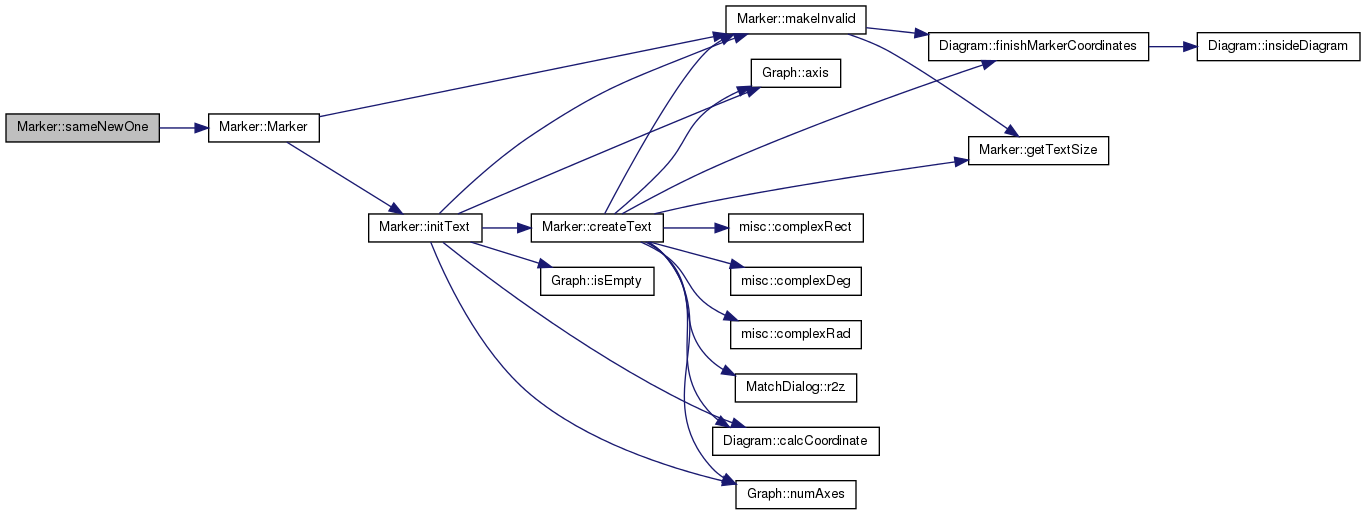 Marker::sameNewOne
Marker::Marker
Marker::initText
Marker::createText
Graph::isEmpty
Marker::makeInvalid
Graph::axis
Diagram::finishMarkerCoordinates
Diagram::insideDiagram
Marker::getTextSize
misc::complexRect
misc::complexDeg
misc::complexRad
MatchDialog::r2z
Diagram::calcCoordinate
Graph::numAxes